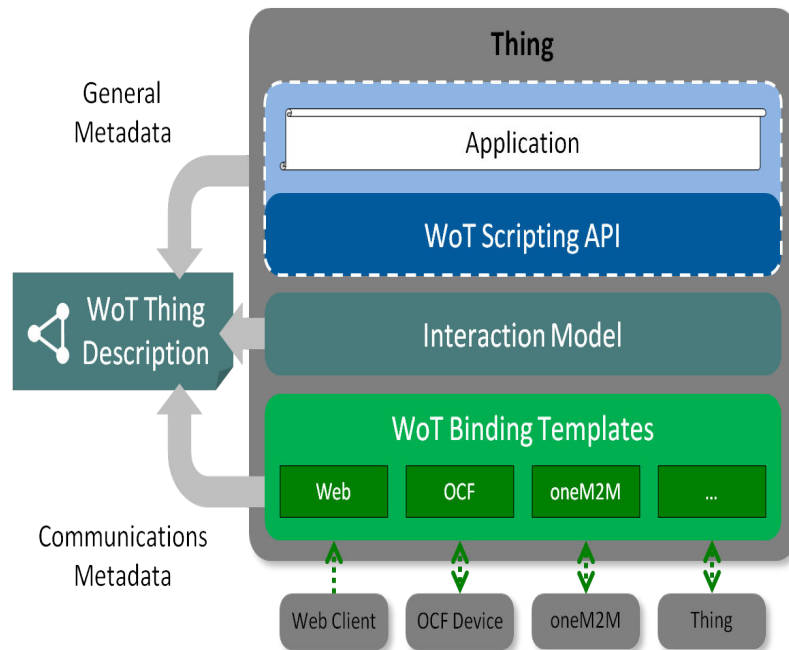 Thing
General
Metadata
Application
WoT Scripting API
WoT Thing
Description
Interaction Model
WoT Binding Templates
Web
OCF
oneM2M
...
Communications
Metadata
Web Client
OCF Device
oneM2M
Thing